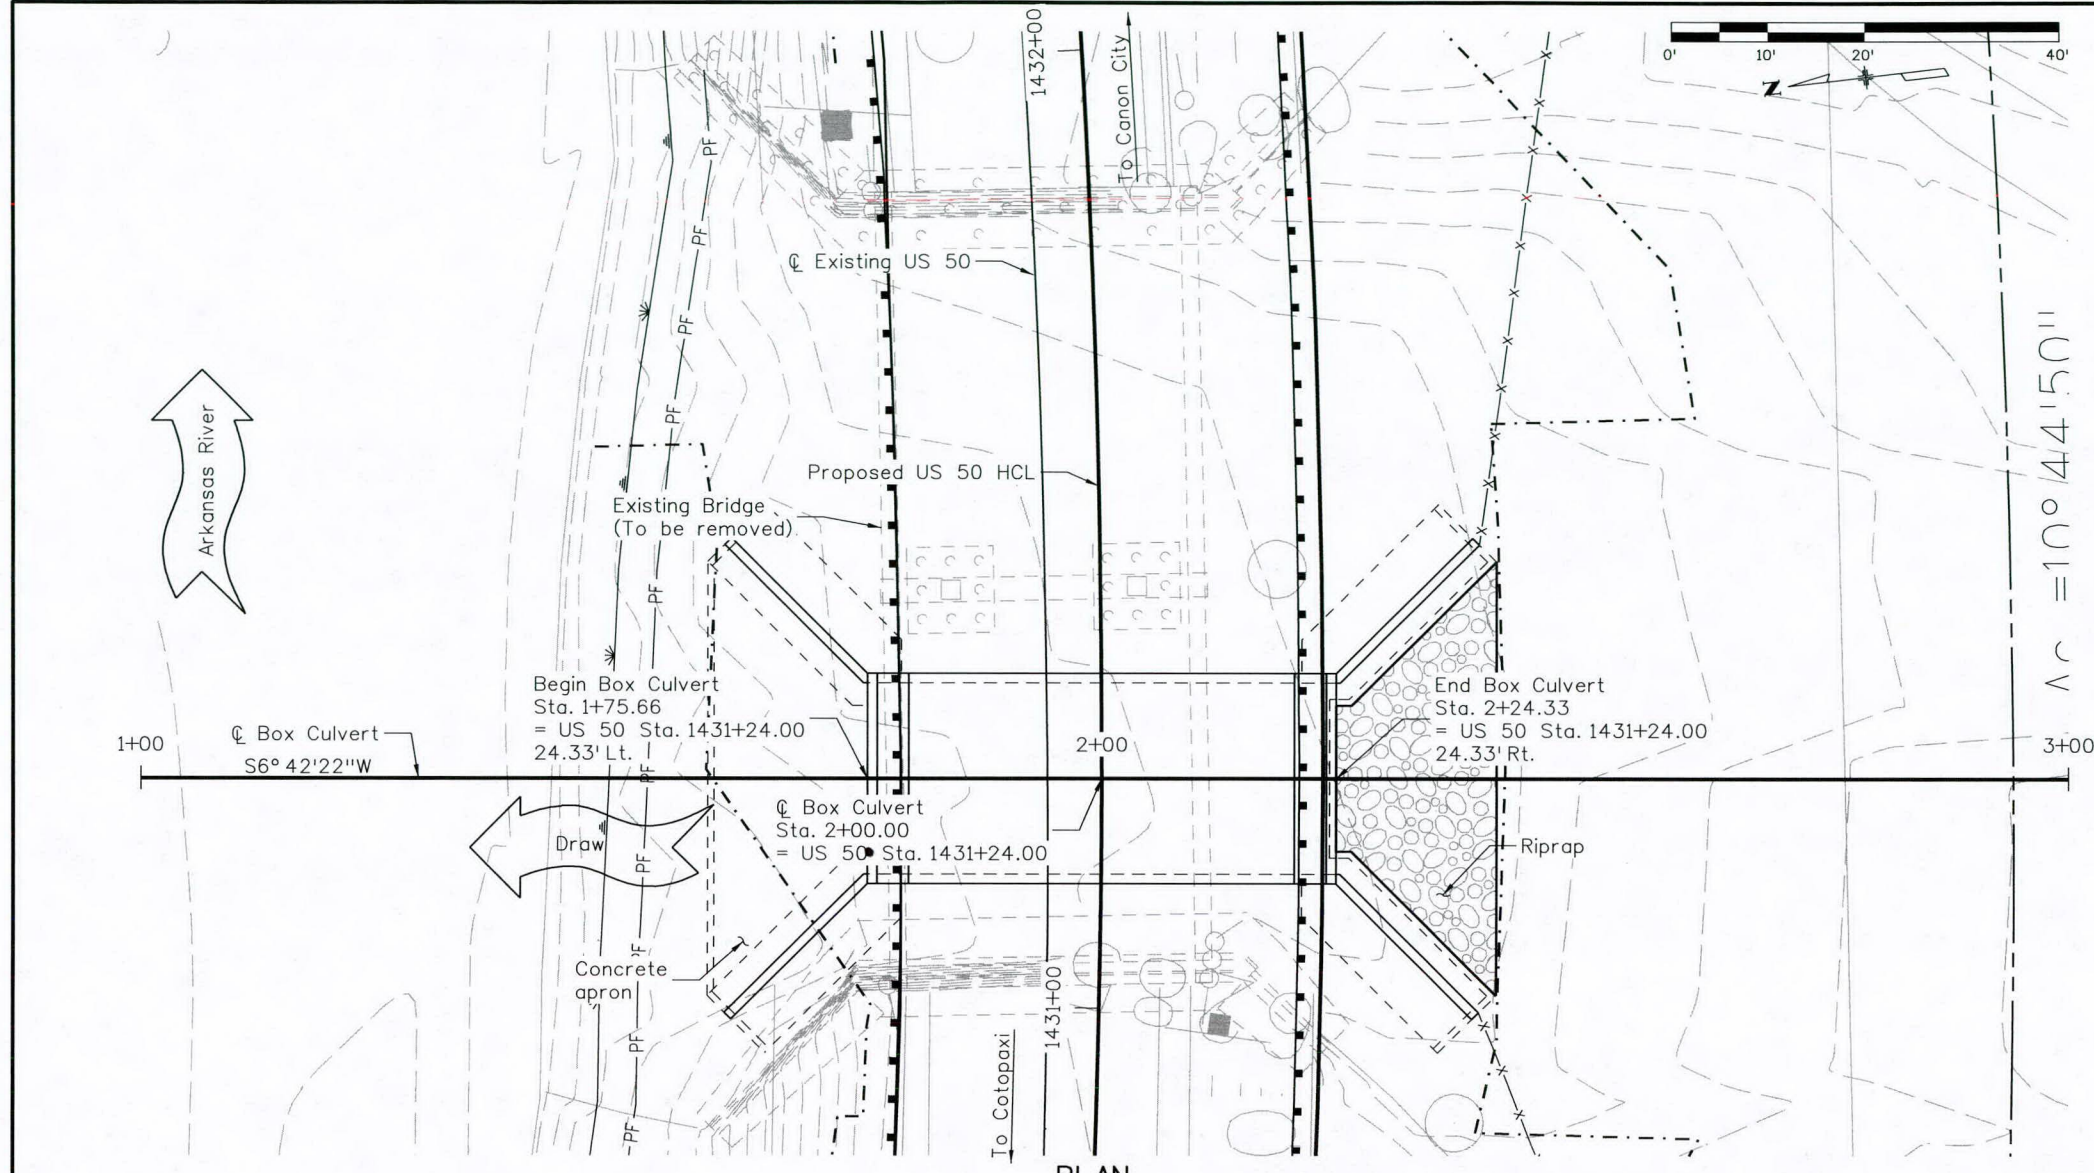 0' 10' 20' 40'
N
1432+00
To Canon City
℄ Existing US 50
PF
PF
PF
PF
PF
Proposed US 50 HCL
Existing Bridge
(To be removed)
Arkansas River
Begin Box Culvert
Sta. 1+75.66
= US 50 Sta. 1431+24.00
24.33' Lt.
End Box Culvert
Sta. 2+24.33
= US 50 Sta. 1431+24.00
24.33' Rt.
1+00
℄ Box Culvert
S6° 42'22"W
2+00
3+00
℄ Box Culvert
Sta. 2+00.00
= US 50 Sta. 1431+24.00
Draw
PF
PF
Riprap
Concrete
apron
PF
PF
PF
1431+00
To Cotopaxi
=10° 44'50"
PLAN